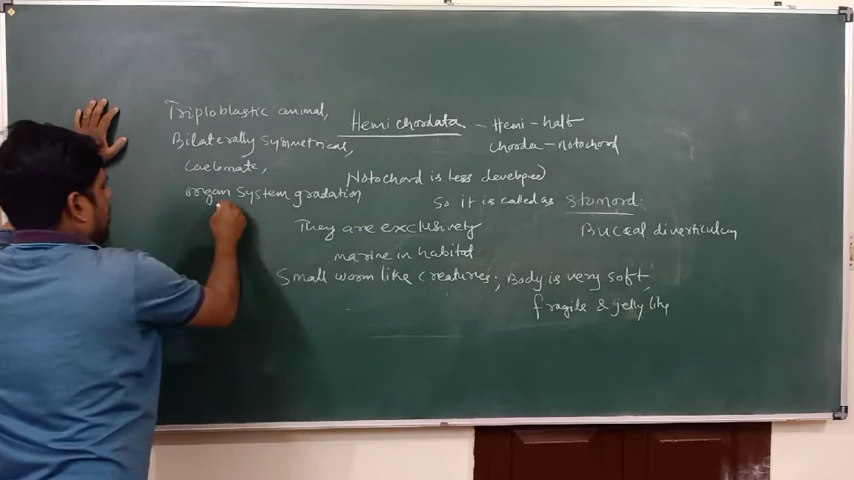 Triploblastic animal,
Hemichordata - Hemi - half
Bilaterally Symmetrical,
chorda - notochord
Coelomate,
Notochord is less developed
organ System gradation
So it is called as stomord.
They are exclusively
Buccal diverticulum
marine in habitat
Small worm like creatures; Body is very soft,
fragile & jelly like